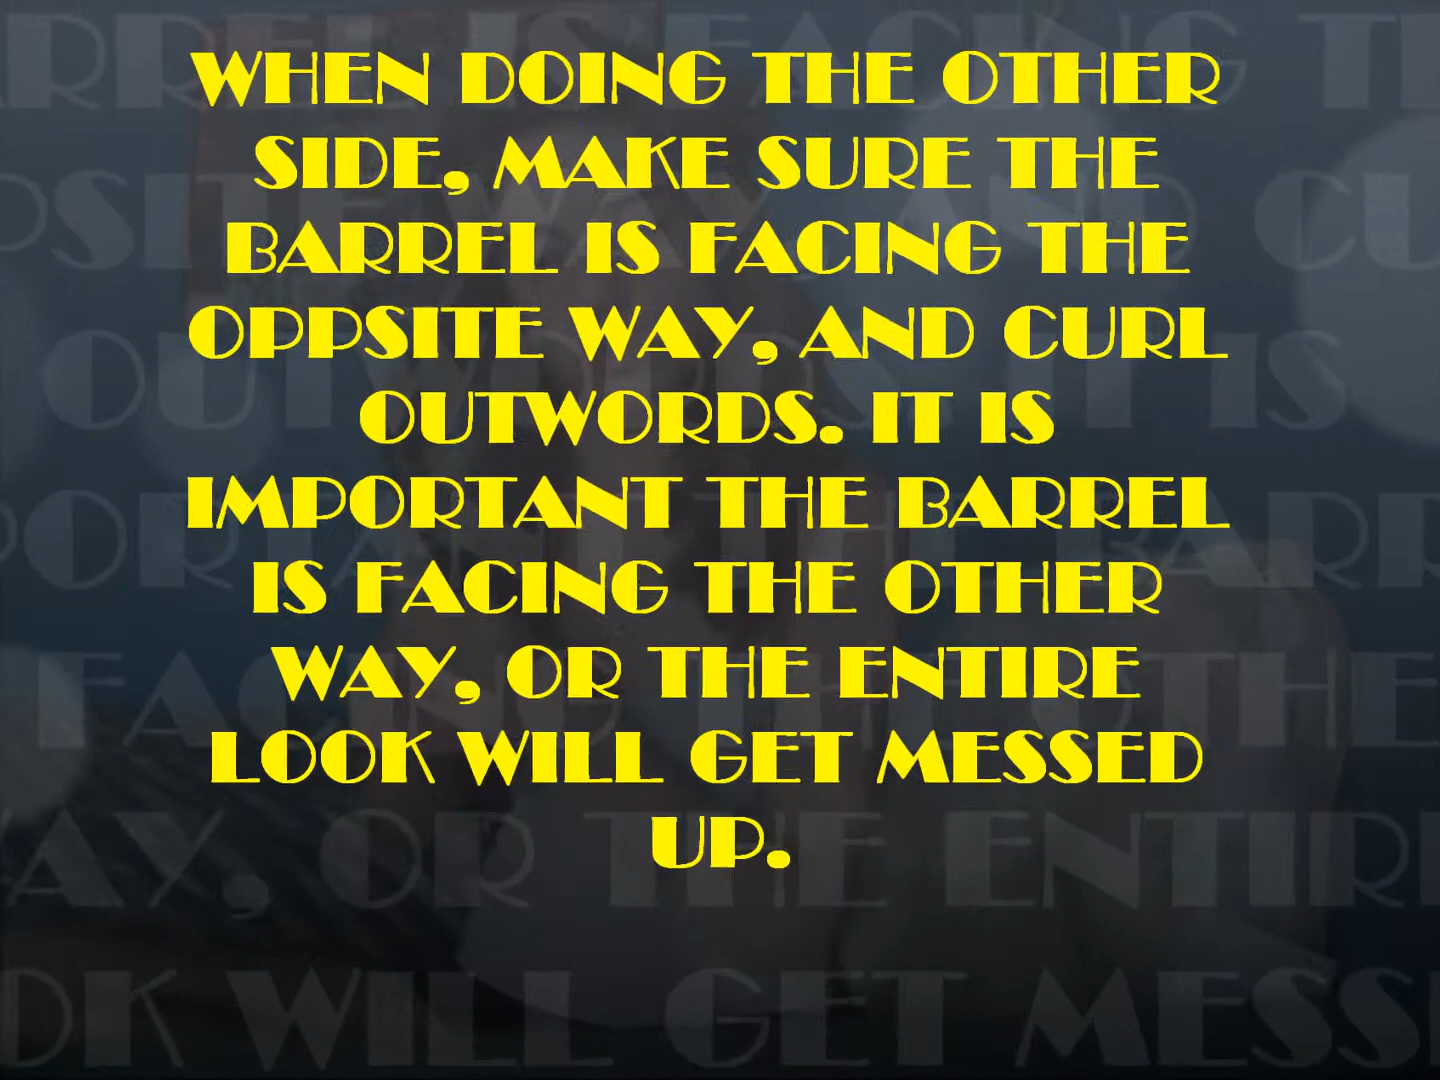 WHEN DOING THE OTHER
SIDE, MAKE SURE THE
BARREL IS FACING THE
OPPSITE WAY, AND CURL
OUTWORDS. IT IS
IMPORTANT THE BARREL
IS FACING THE OTHER
WAY, OR THE ENTIRE
LOOK WILL GET MESSED
UP.